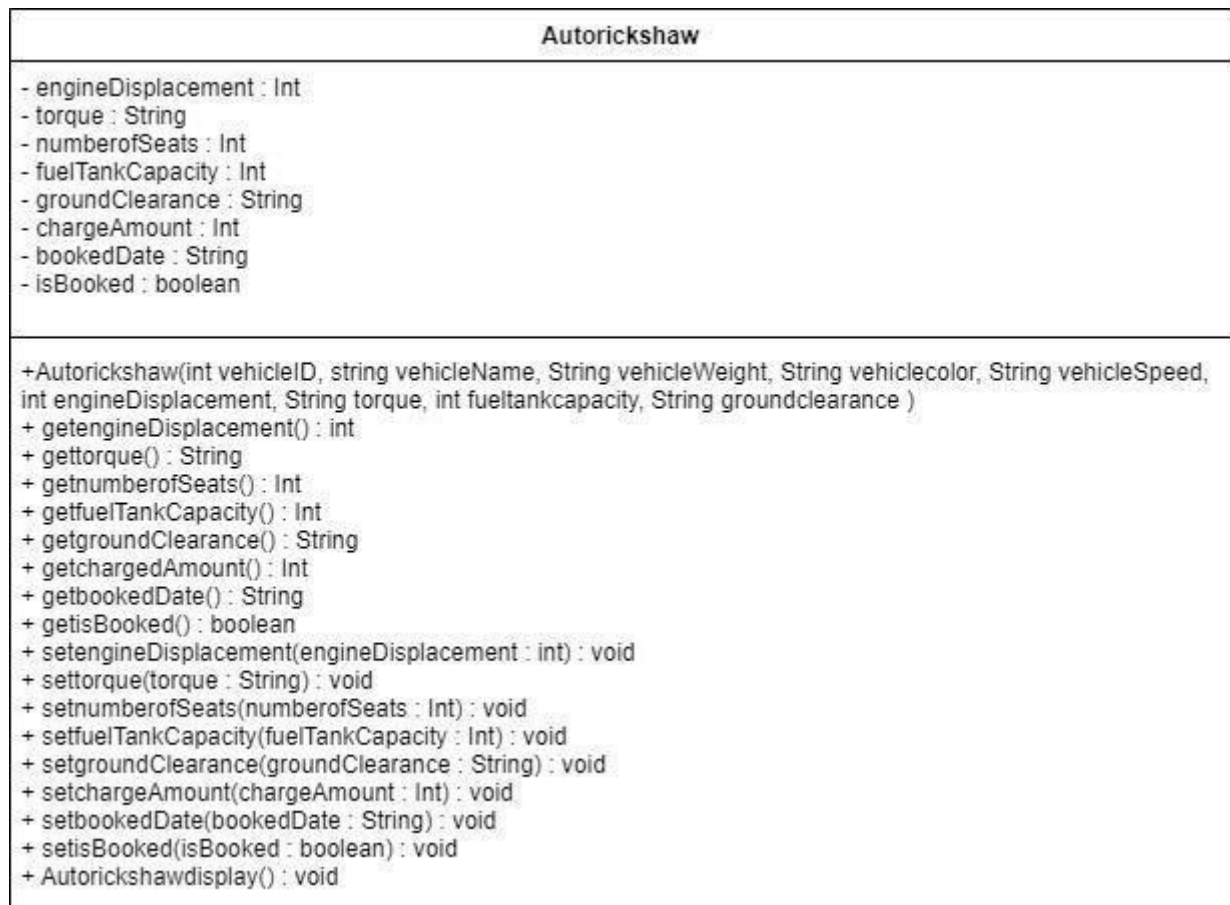 Autorickshaw
- engineDisplacement : Int
- torque : String
- numberofSeats : Int
- fuelTankCapacity : Int
- groundClearance : String
- chargeAmount : Int
- bookedDate : String
- isBooked : boolean
+Autorickshaw(int vehicleID, string vehicleName, String vehicleWeight, String vehiclecolor, String vehicleSpeed,
int engineDisplacement, String torque, int fueltankcapacity, String groundclearance )
+ getengineDisplacement() : int
+ gettorque() : String
+ getnumberofSeats() : Int
+ getfuelTankCapacity() : Int
+ getgroundClearance() : String
+ getchargedAmount() : Int
+ getbookedDate() : String
+ getisBooked() : boolean
+ setengineDisplacement(engineDisplacement : int) : void
+ settorque(torque : String) : void
+ setnumberofSeats(numberofSeats : Int) : void
+ setfuelTankCapacity(fuelTankCapacity : Int) : void
+ setgroundClearance(groundClearance : String) : void
+ setchargeAmount(chargeAmount : Int) : void
+ setbookedDate(bookedDate : String) : void
+ setisBooked(isBooked : boolean) : void
+ Autorickshawdisplay() : void